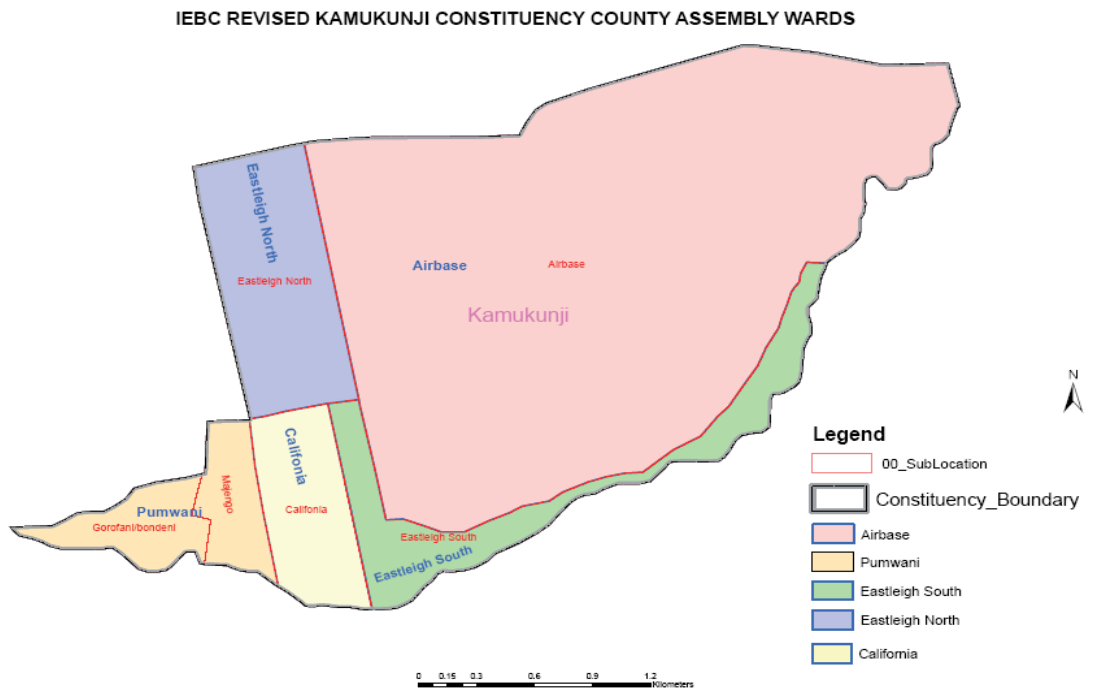 IEBC REVISED KAMUKUNJI CONSTITUENCY COUNTY ASSEMBLY WARDS
Eastleigh North
Eastleigh North
Airbase
Airbase
Kamukunji
N
Califonia
Califonia
Majengo
Pumwani
Gorofani/bondeni
Eastleigh South
Eastleigh South
Legend
00_SubLocation
Constituency_Boundary
Airbase
Pumwani
Eastleigh South
Eastleigh North
California
0 0.15 0.3 0.6 0.9 1.2
Kilometers